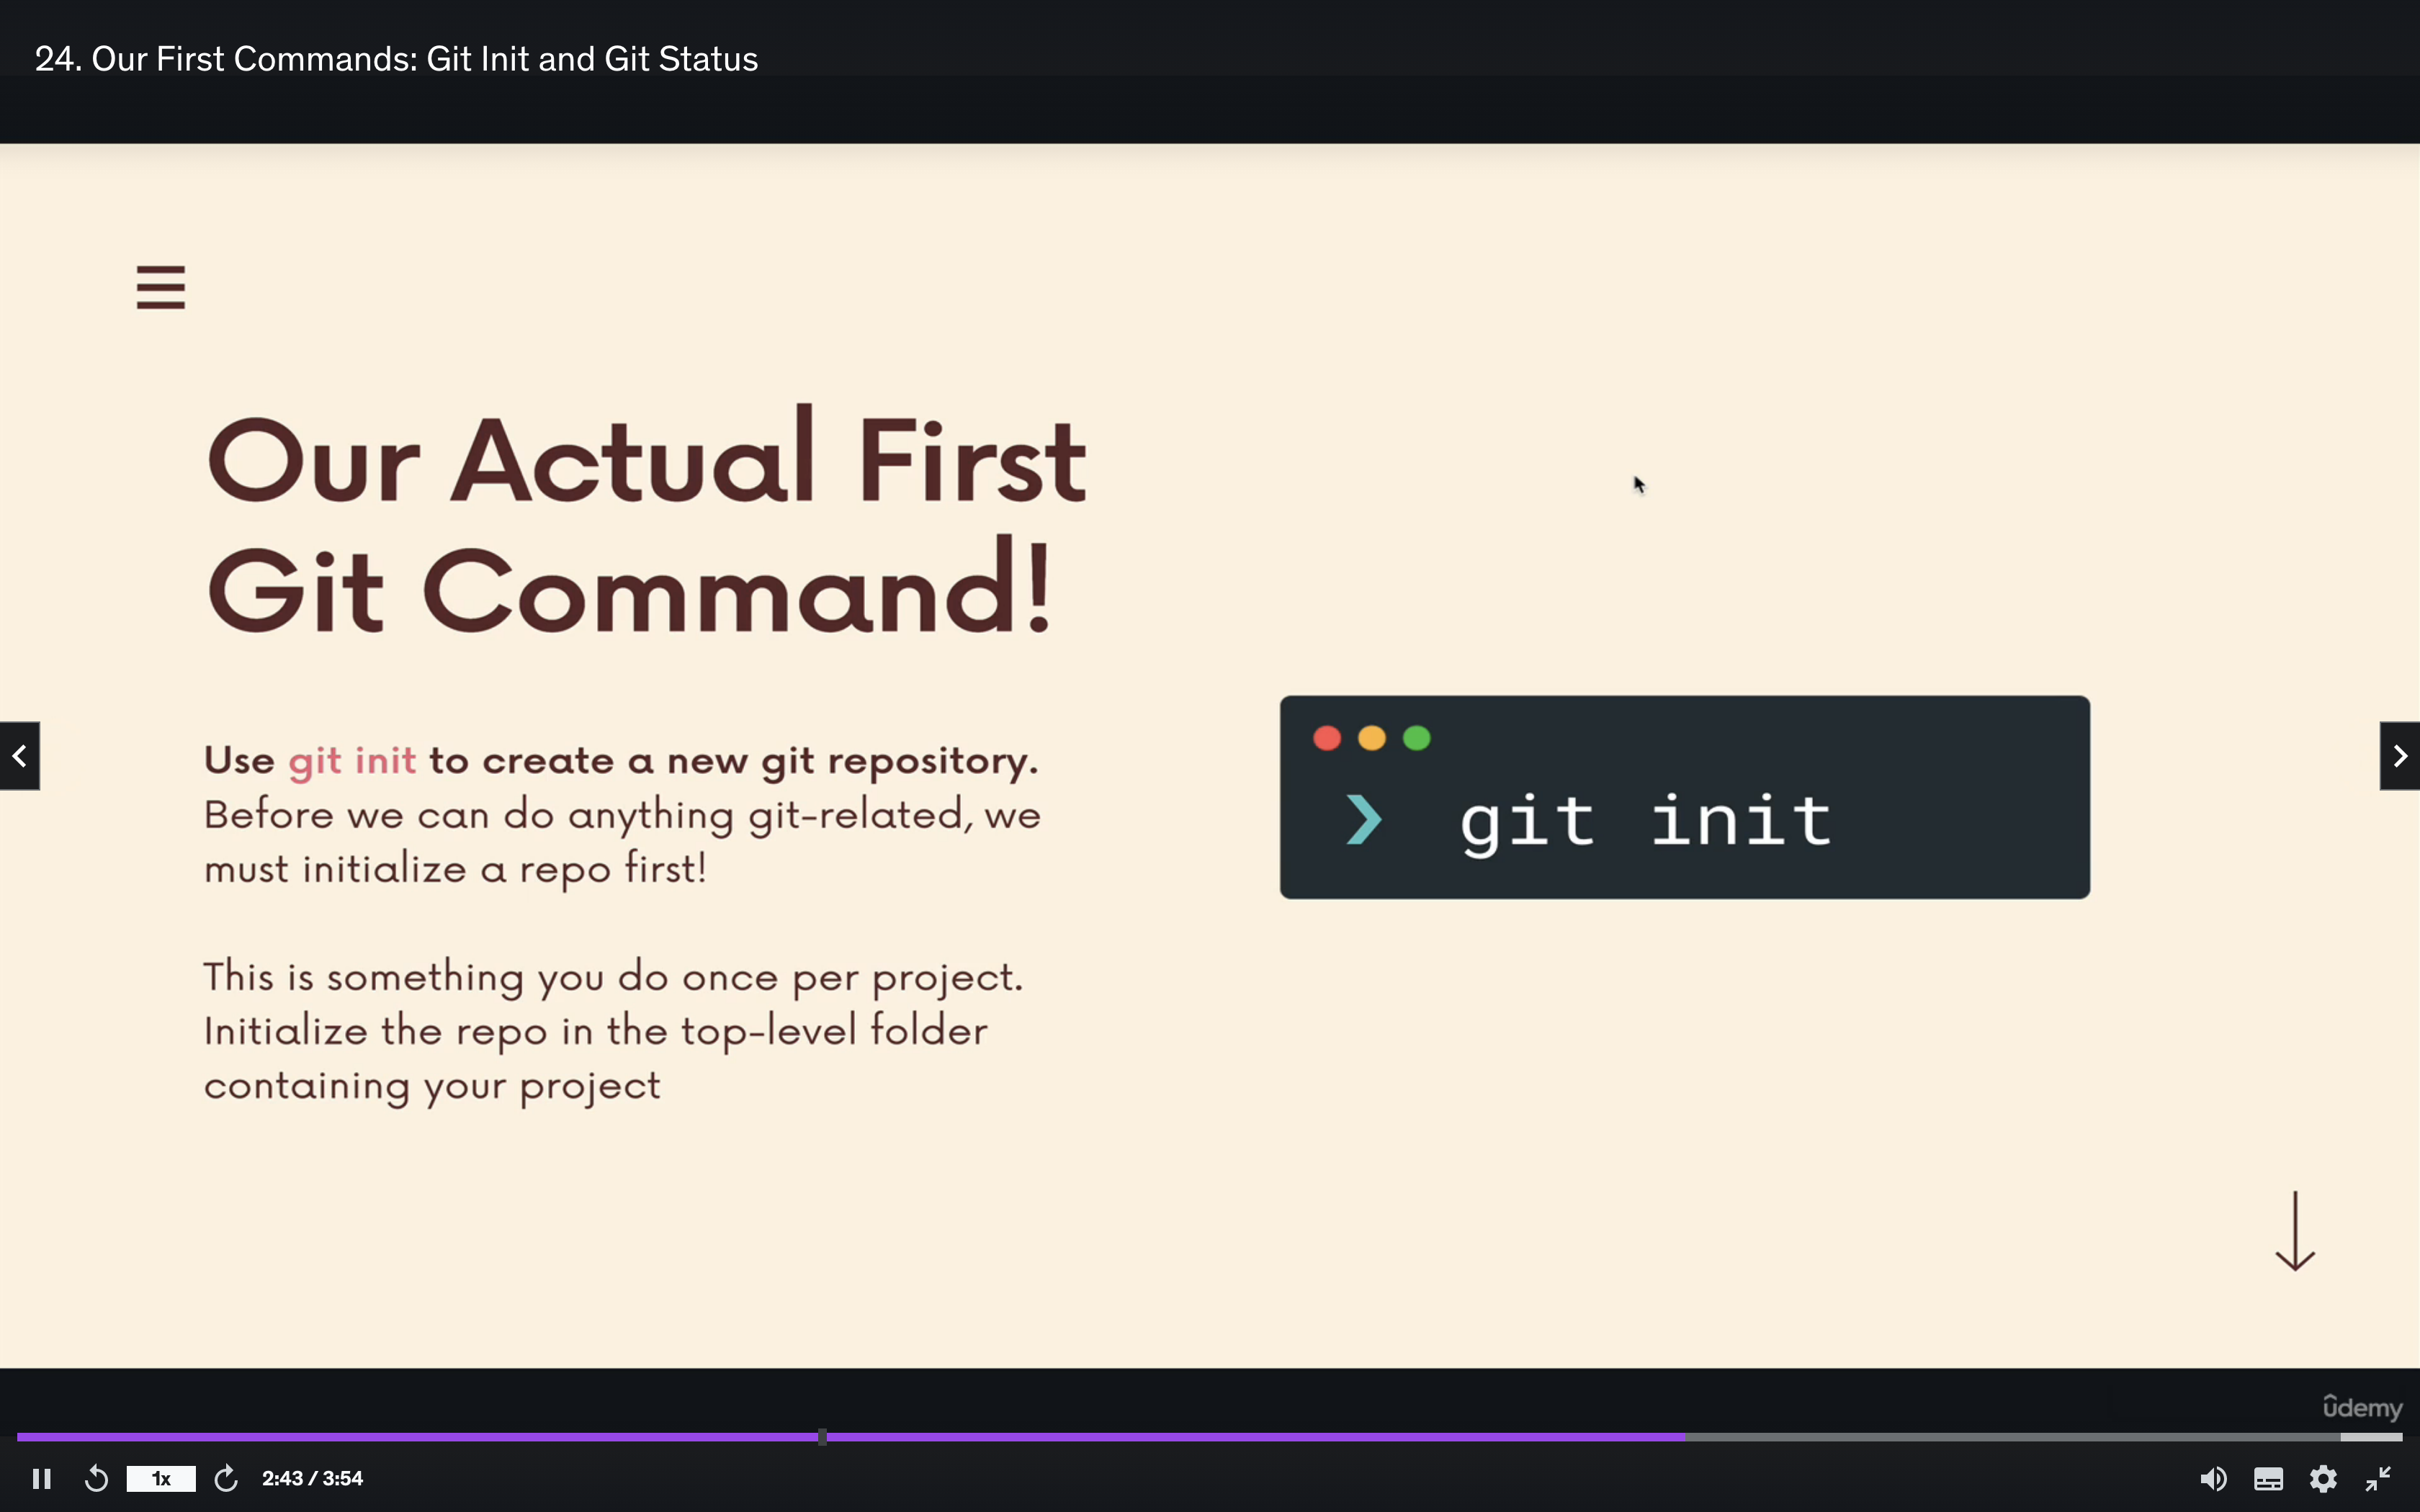 24. Our First Commands: Git Init and Git Status
Our Actual First
Git Command!
Use git init to create a new git repository.
Before we can do anything git-related, we
must initialize a repo first!
This is something you do once per project.
Initialize the repo in the top-level folder
containing your project
❯ git init
ûdemy
1x
2:43 / 3:54